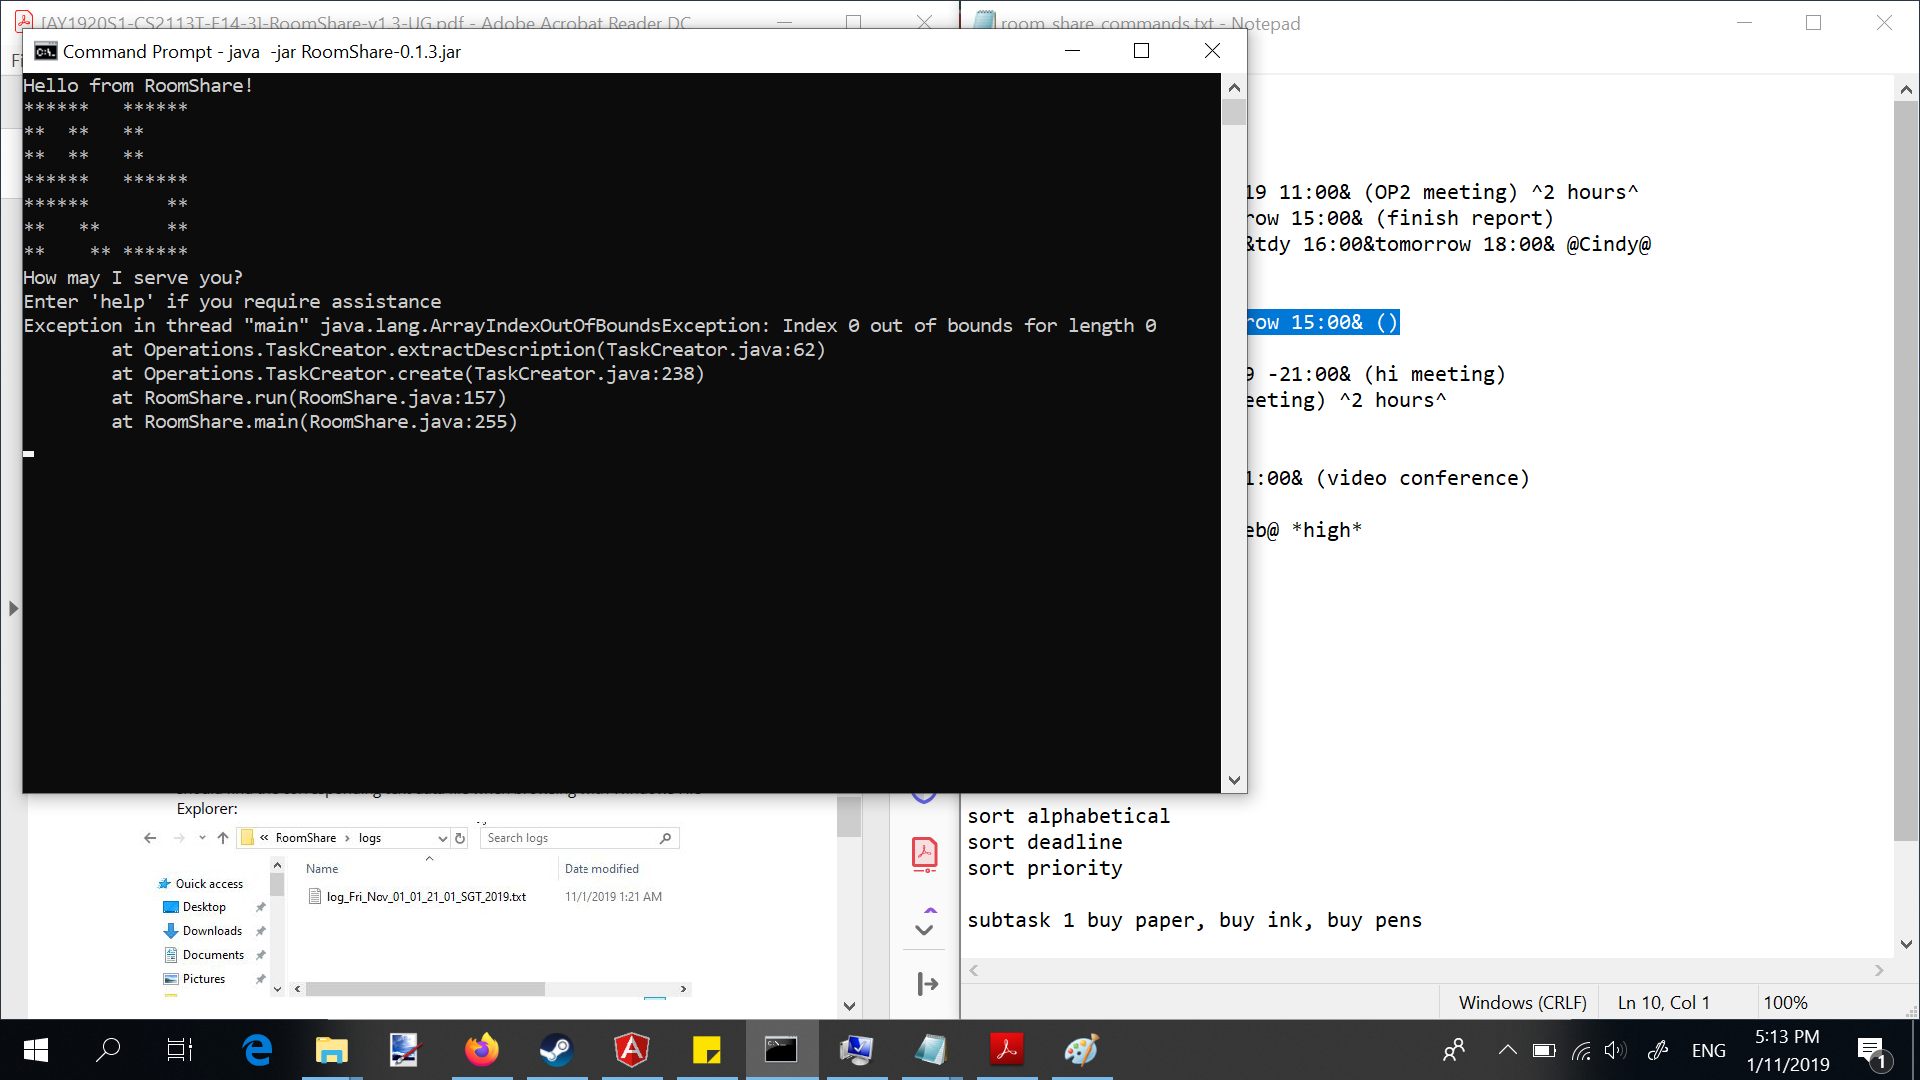 [AY1920S1-CS2113T-F14-3]-RoomShare-v1.3-UG.pdf - Adobe Acrobat Reader DC
room_share_commands.txt - Notepad
Command Prompt - java  -jar RoomShare-0.1.3.jar
Hello from RoomShare!
******   ******
**  **   **
**  **   **
******   ******
******       **
**   **      **
**    ** ******
How may I serve you?
Enter 'help' if you require assistance
Exception in thread "main" java.lang.ArrayIndexOutOfBoundsException: Index 0 out of bounds for length 0
        at Operations.TaskCreator.extractDescription(TaskCreator.java:62)
        at Operations.TaskCreator.create(TaskCreator.java:238)
        at RoomShare.run(RoomShare.java:157)
        at RoomShare.main(RoomShare.java:255)
19 11:00& (OP2 meeting) ^2 hours^
row 15:00& (finish report)
&tdy 16:00&tomorrow 18:00& @Cindy@
row 15:00& ()
9 -21:00& (hi meeting)
eeting) ^2 hours^
1:00& (video conference)
eb@ *high*
sort alphabetical
sort deadline
sort priority
subtask 1 buy paper, buy ink, buy pens
Windows (CRLF)
Ln 10, Col 1
100%
Explorer:
« RoomShare › logs
Search logs
Name
Date modified
Quick access
log_Fri_Nov_01_01_21_01_SGT_2019.txt
11/1/2019 1:21 AM
Desktop
Downloads
Documents
Pictures
ENG
5:13 PM
1/11/2019
1